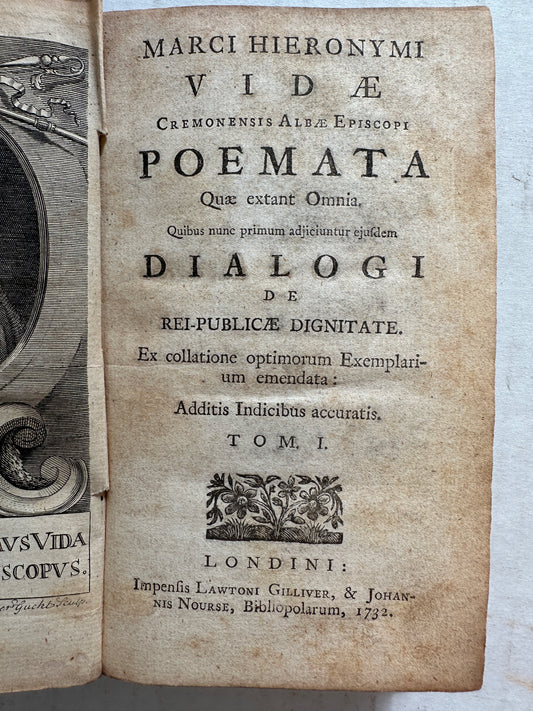 MARCI HIERONYMI
VIDÆ
CREMONENSIS ALBÆ EPISCOPI
POEMATA
Quæ extant Omnia.
Quibus nunc primum adjiciuntur ejuſdem
DIALOGI
DE
REI-PUBLICÆ DIGNITATE.
Ex collatione optimorum Exemplari-
um emendata:
Additis Indicibus accuratis.
TOM. I.
LONDINI:
Impenſis LAWTONI GILLIVER, & JOHAN-
NIS NOURSE, Bibliopolarum, 1732.
VSVIDA
SCOPVS.
Gucht Sculp.